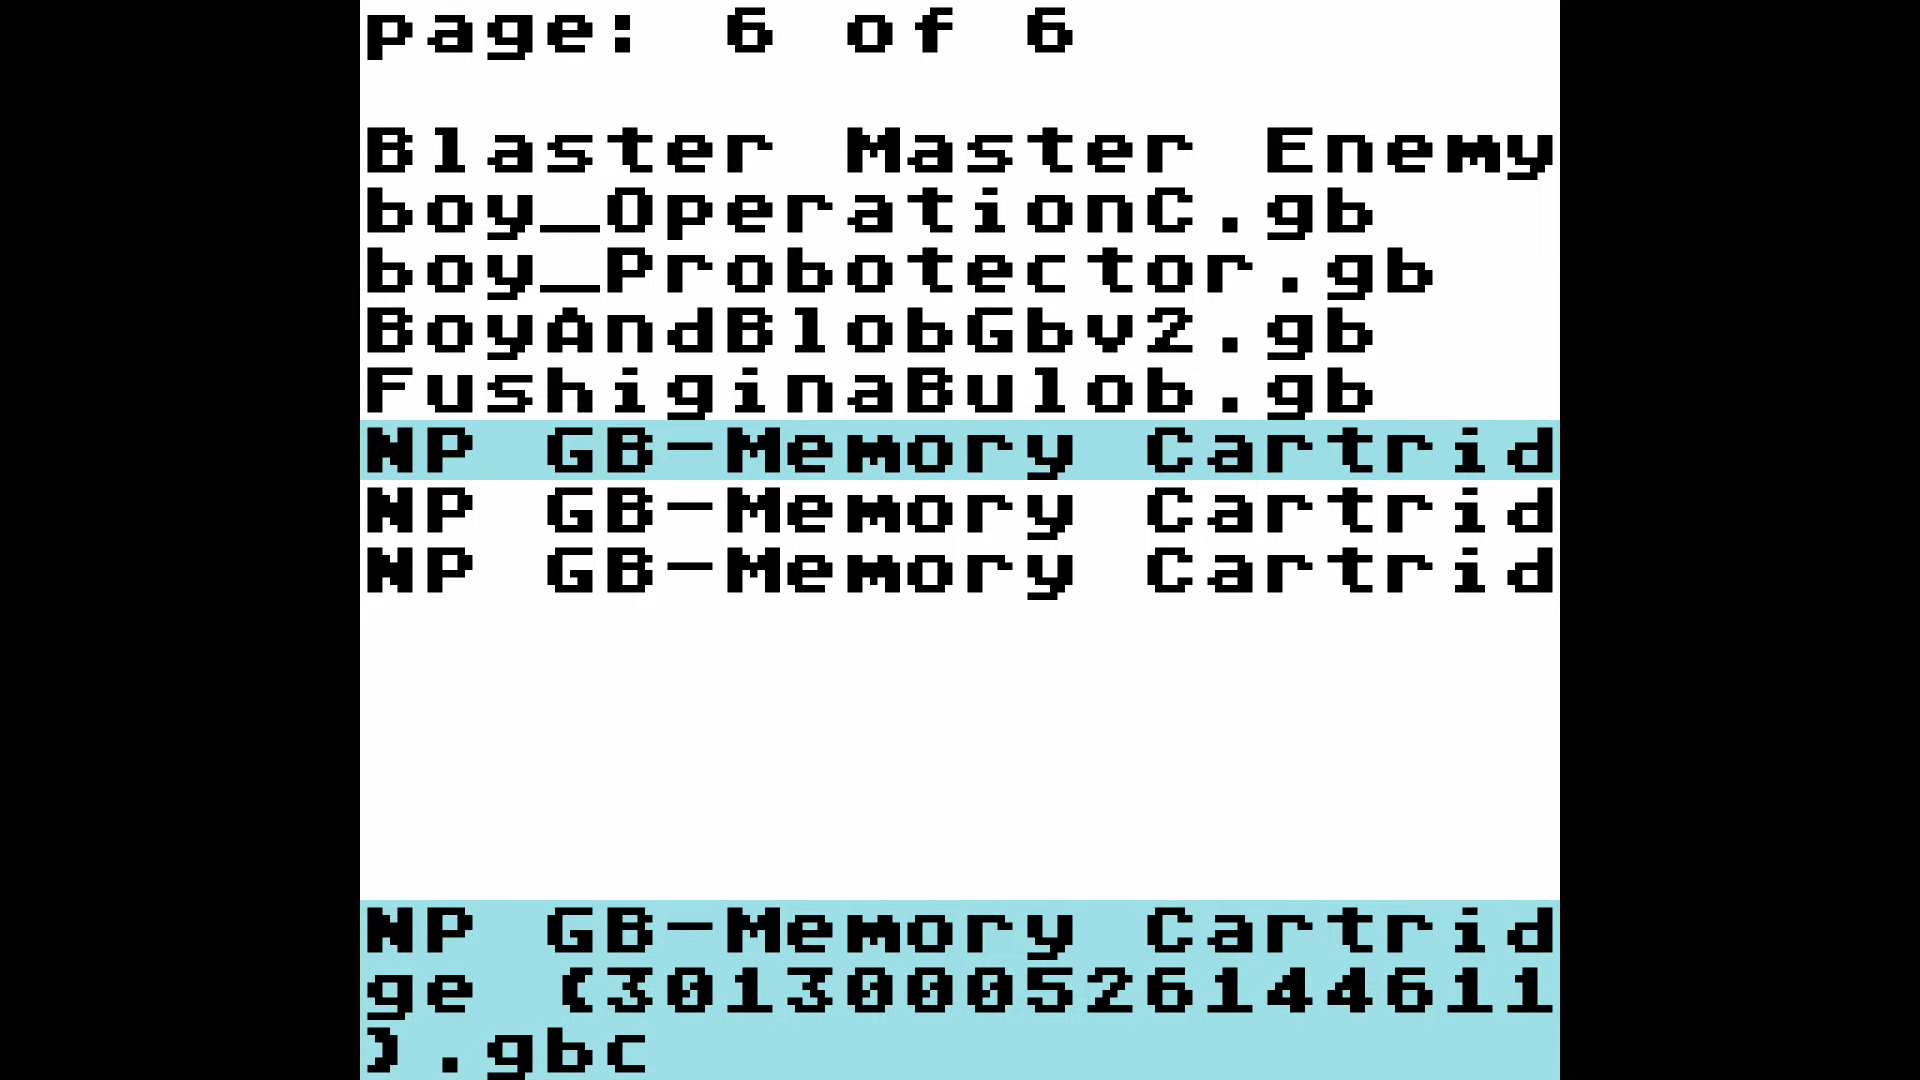 page: 6 of 6
Blaster Master Enemy
boy_OperationC.gb
boy_Probotector.gb
BoyAndBlobGbv2.gb
FushiginaBulob.gb
NP GB-Memory Cartrid
NP GB-Memory Cartrid
NP GB-Memory Cartrid
NP GB-Memory Cartrid
ge (3013000526144611
).gbc